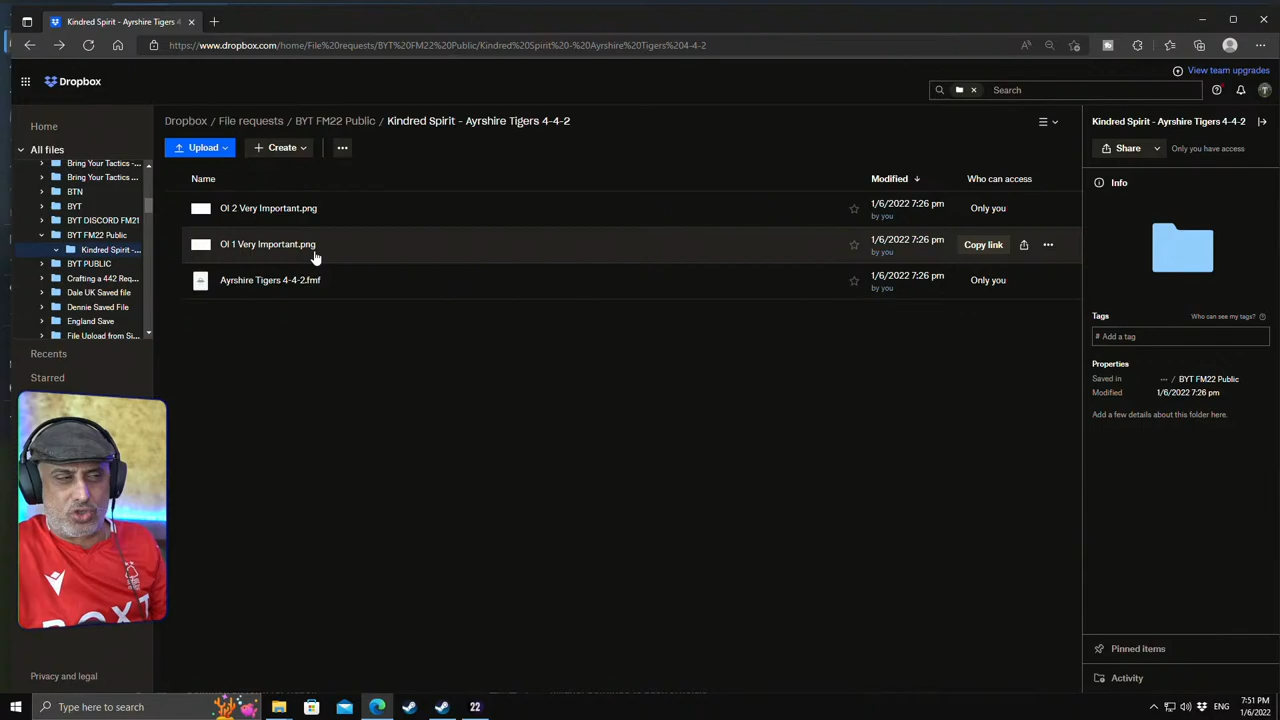 Kindred Spirit - Ayrshire Tigers 4
https://www.dropbox.com/home/File%20requests/BYT%20FM22%20Public/Kindred%20Spirit%20-%20Ayrshire%20Tigers%204-4-2
View team upgrades
Dropbox
Search
Home
Dropbox / File requests / BYT FM22 Public / Kindred Spirit - Ayrshire Tigers 4-4-2
Kindred Spirit - Ayrshire Tigers 4-4-2
All files
Upload
Create
Share
Only you have access
Bring Your Tactics -...
Bring Your Tactics ...
BTN
BYT
BYT DISCORD FM21
BYT FM22 Public
Kindred Spirit -...
BYT PUBLIC
Crafting a 442 Req...
Dale UK Saved file
Dennie Saved File
England Save
File Upload from Si...
Recents
Starred
Privacy and legal
Name
Modified
Who can access
OI 2 Very Important.png
1/6/2022 7:26 pm
by you
Only you
OI 1 Very Important.png
1/6/2022 7:26 pm
by you
Copy link
Ayrshire Tigers 4-4-2.fmf
1/6/2022 7:26 pm
by you
Only you
Info
Tags
Who can see my tags?
# Add a tag
Properties
Saved in
... / BYT FM22 Public
Modified
1/6/2022 7:26 pm
Add a few details about this folder here.
Pinned items
Activity
BOXT
Type here to search
22
ENG
7:51 PM
1/6/2022